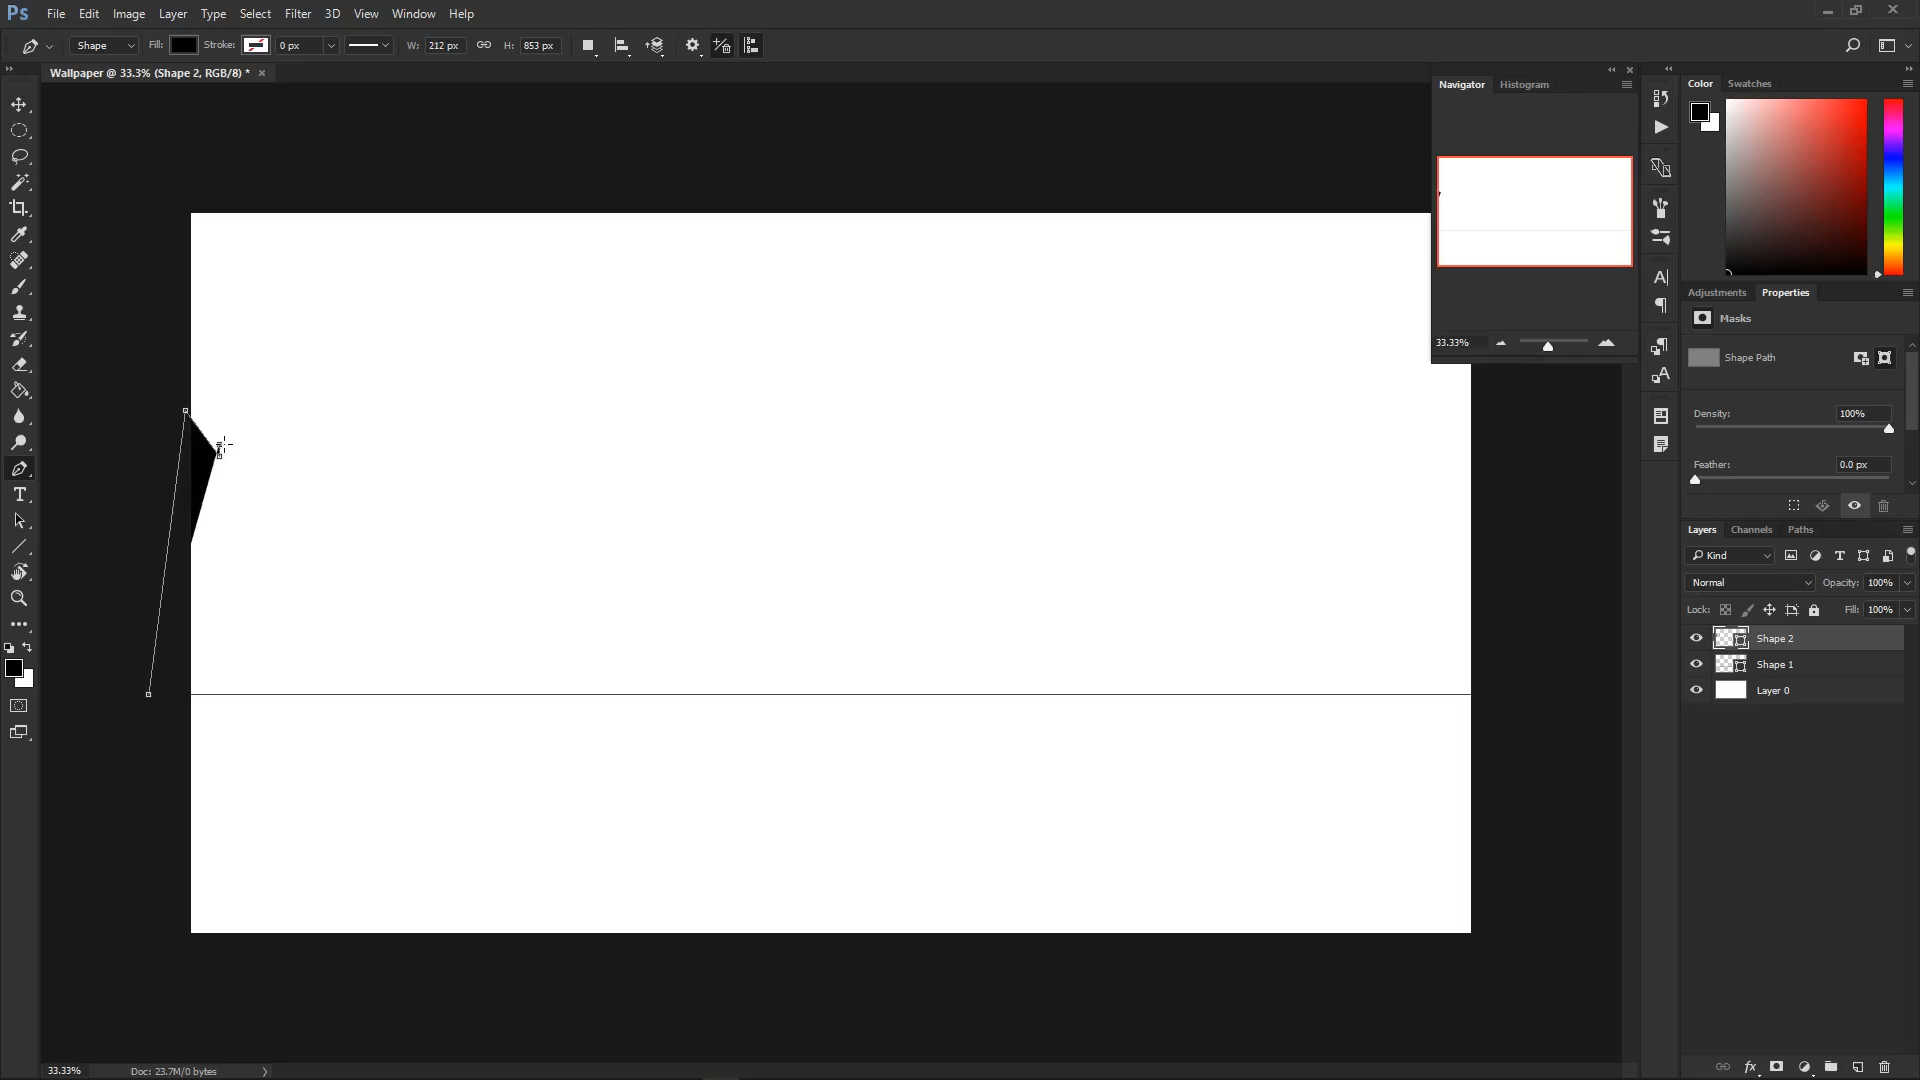 Ps File Edit Image Layer Type Select Filter 3D View Window Help
Shape Fill: Stroke: 0 px W: 212 px H: 853 px
Wallpaper @ 33.3% (Shape 2, RGB/8) *
Navigator Histogram
33.33%
Color Swatches
Adjustments Properties
Masks
Shape Path
Density: 100%
Feather: 0.0 px
Layers Channels Paths
Kind
Normal Opacity: 100%
Lock: Fill: 100%
Shape 2
Shape 1
Layer 0
33.33% Doc: 23.7M/0 bytes